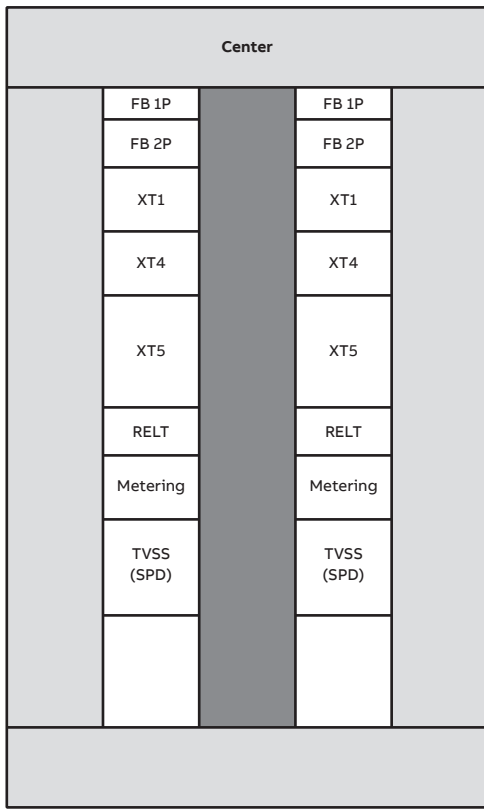 Center
FB 1P
FB 1P
FB 2P
FB 2P
XT1
XT1
XT4
XT4
XT5
XT5
RELT
RELT
Metering
Metering
TVSS
(SPD)
TVSS
(SPD)